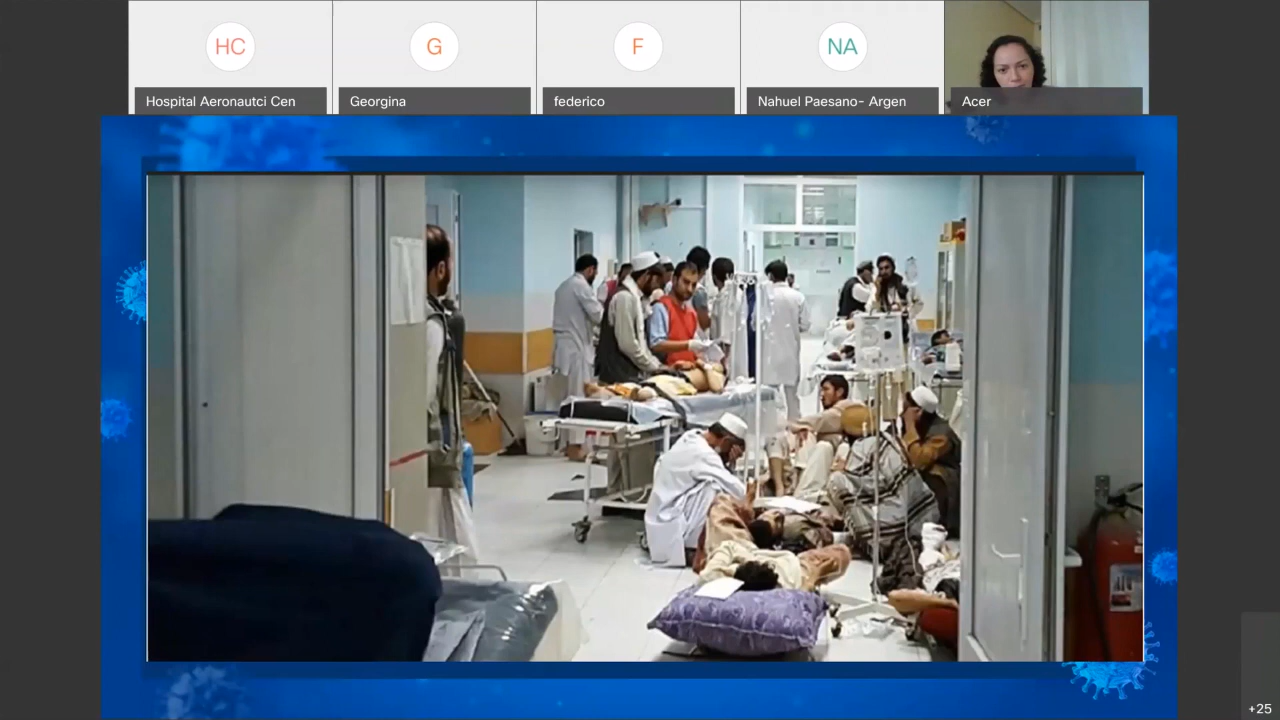 HC
G
F
NA
Hospital Aeronautci Cen
Georgina
federico
Nahuel Paesano- Argen
Acer
+25